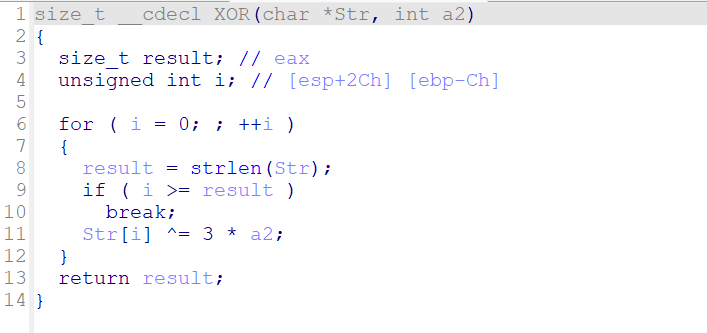 1 size_t __cdecl XOR(char *Str, int a2)
2 {
3   size_t result; // eax
4   unsigned int i; // [esp+2Ch] [ebp-Ch]
5
6   for ( i = 0; ; ++i )
7   {
8     result = strlen(Str);
9     if ( i >= result )
10       break;
11     Str[i] ^= 3 * a2;
12   }
13   return result;
14 }